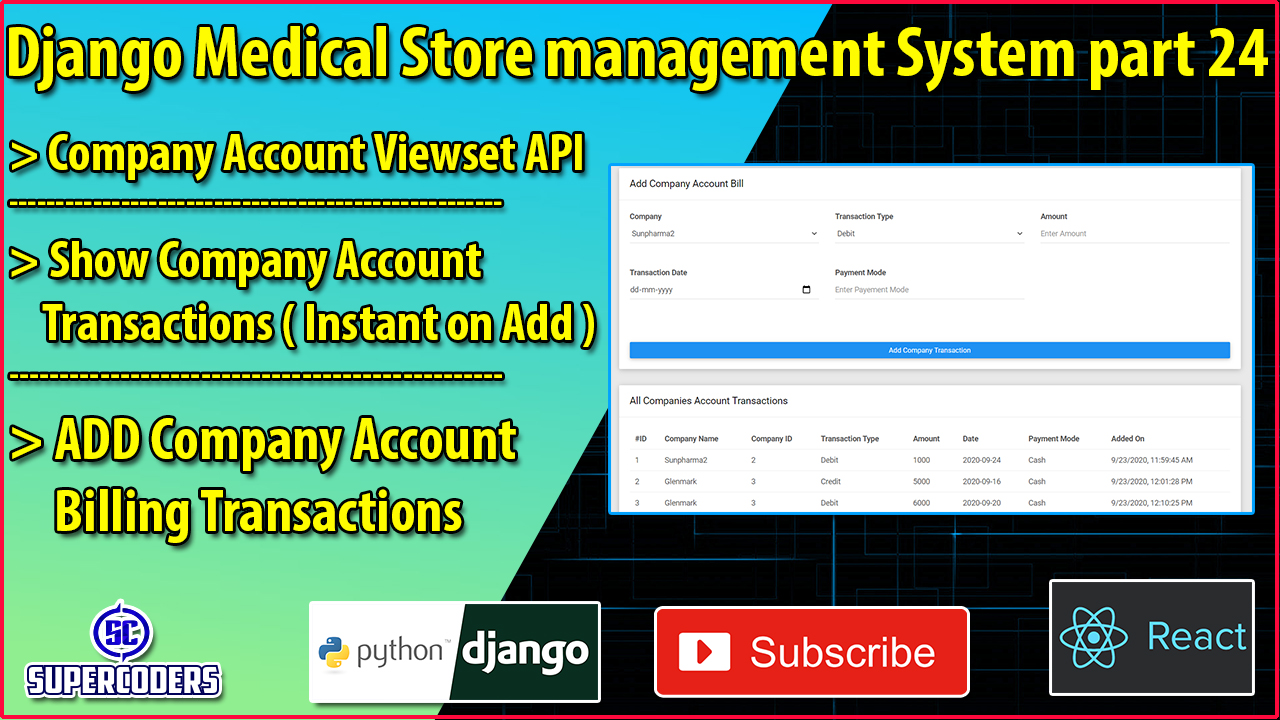 Django Medical Store management System part 24
> Company Account Viewset API
------------------------------------------------------
> Show Company Account
Transactions ( Instant on Add )
------------------------------------------------------
> ADD Company Account
Billing Transactions
Add Company Account Bill
Company Transaction Type Amount
Sunpharma2 Debit Enter Amount
Transaction Date Payment Mode
dd-mm-yyyy Enter Payement Mode
Add Company Transaction
All Companies Account Transactions
#ID Company Name Company ID Transaction Type Amount Date Payment Mode Added On
1 Sunpharma2 2 Debit 1000 2020-09-24 Cash 9/23/2020, 11:59:45 AM
2 Glenmark 3 Credit 5000 2020-09-16 Cash 9/23/2020, 12:01:28 PM
3 Glenmark 3 Debit 6000 2020-09-20 Cash 9/23/2020, 12:10:25 PM
SC
SUPERCODERS
python™
django
Subscribe
React